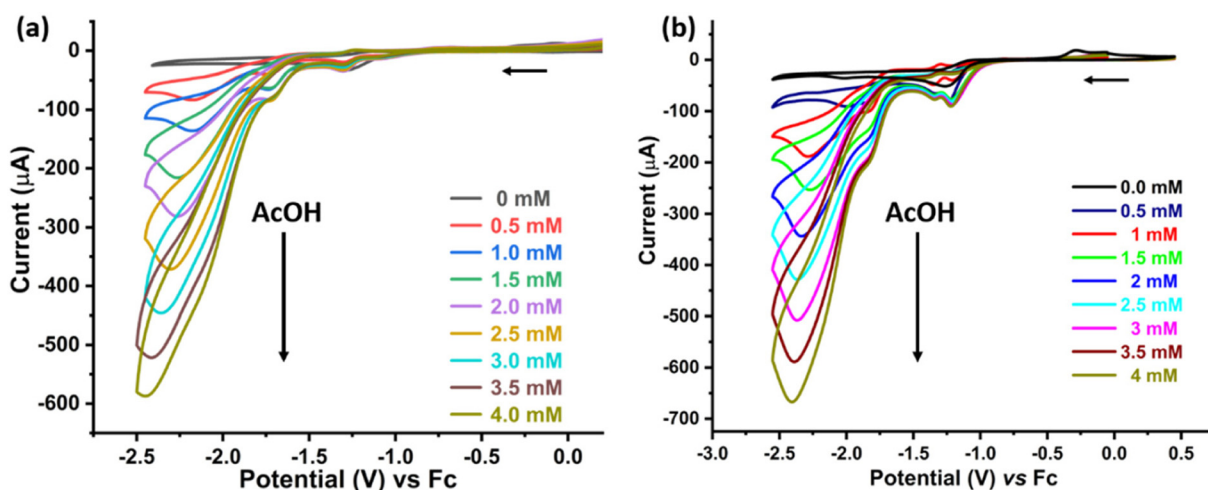 (a)
0
-100
-200
-300
-400
-500
-600
Current (μA)
AcOH
0 mM
0.5 mM
1.0 mM
1.5 mM
2.0 mM
2.5 mM
3.0 mM
3.5 mM
4.0 mM
-2.5 -2.0 -1.5 -1.0 -0.5 0.0
Potential (V) vs Fc
(b)
0
-100
-200
-300
-400
-500
-600
-700
Current (μA)
AcOH
0.0 mM
0.5 mM
1 mM
1.5 mM
2 mM
2.5 mM
3 mM
3.5 mM
4 mM
-3.0 -2.5 -2.0 -1.5 -1.0 -0.5 0.0 0.5
Potential (V) vs Fc